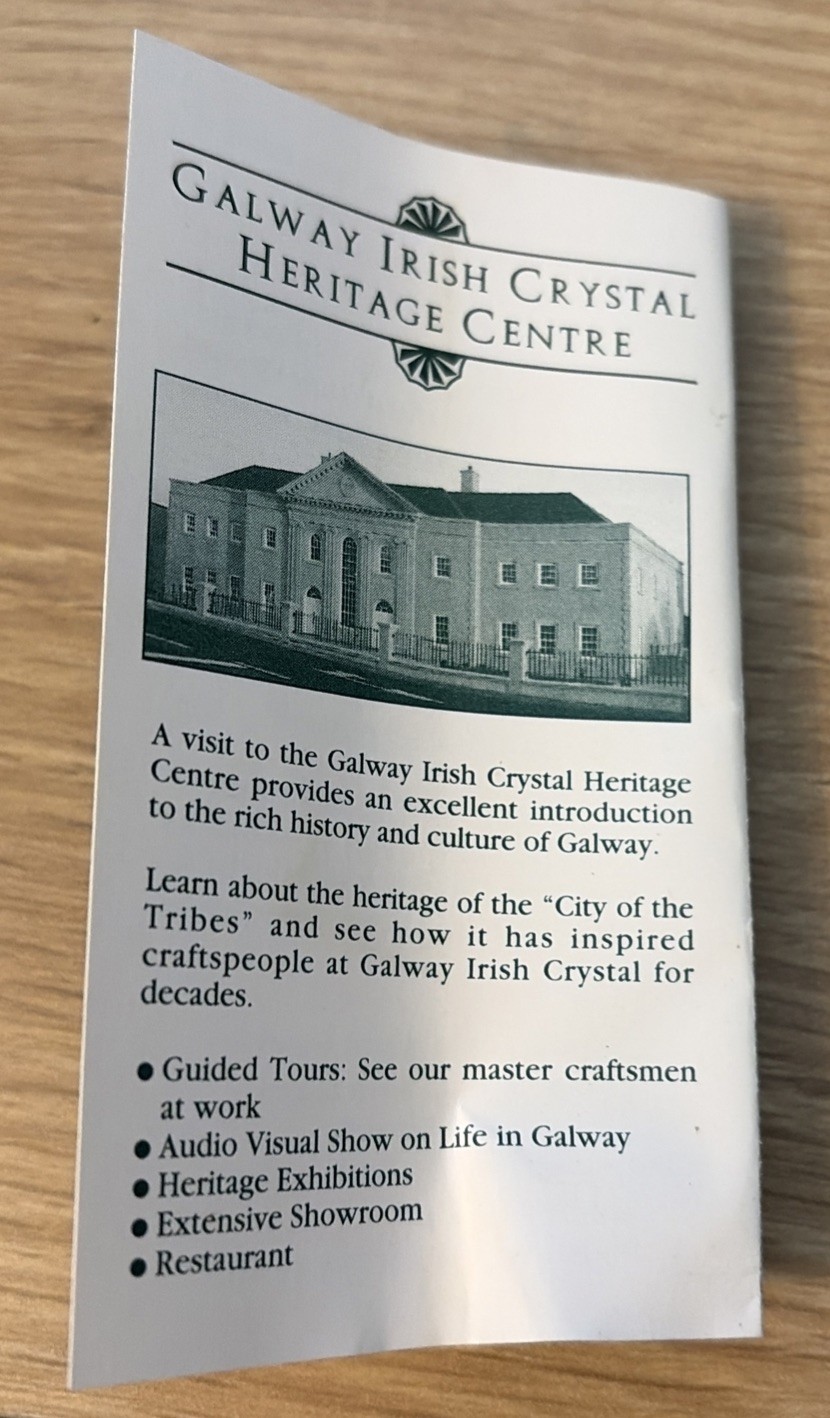 GALWAY IRISH CRYSTAL
HERITAGE CENTRE
A visit to the Galway Irish Crystal Heritage
Centre provides an excellent introduction
to the rich history and culture of Galway.
Learn about the heritage of the “City of the
Tribes” and see how it has inspired
craftspeople at Galway Irish Crystal for
decades.
● Guided Tours: See our master craftsmen
at work
● Audio Visual Show on Life in Galway
● Heritage Exhibitions
● Extensive Showroom
● Restaurant